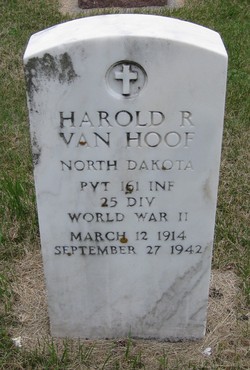 HAROLD R
VAN HOOF
NORTH DAKOTA
PVT 161 INF
25 DIV
WORLD WAR II
MARCH 12 1914
SEPTEMBER 27 1942